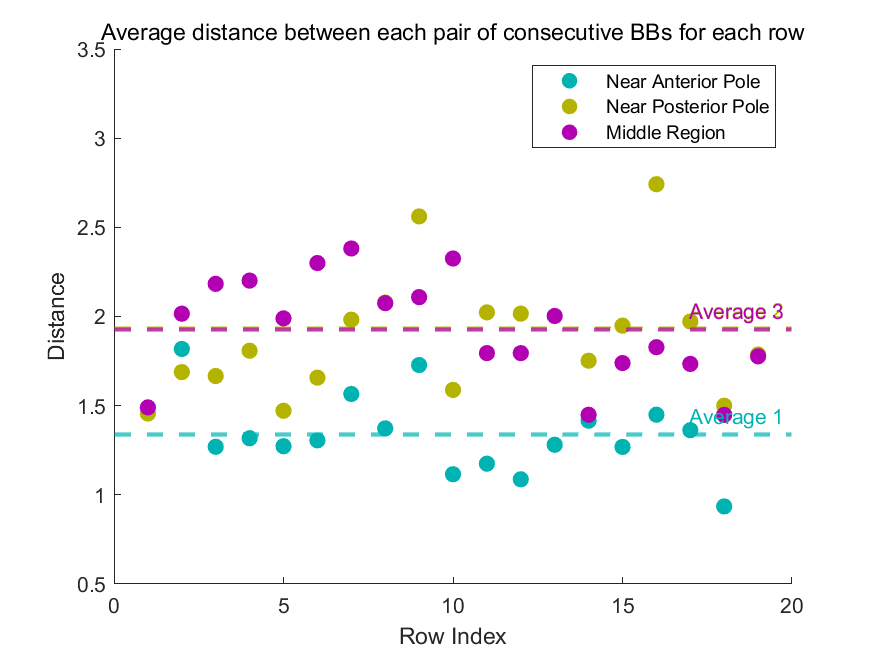 Average distance between each pair of consecutive BBs for each row
3.5
3
2.5
2
1.5
1
0.5
Distance
Near Anterior Pole
Near Posterior Pole
Middle Region
Average 3
Average 1
0
5
10
15
20
Row Index